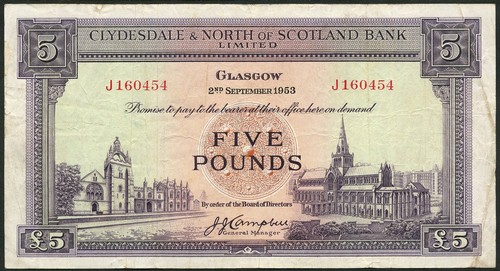 5 CLYDESDALE & NORTH OF SCOTLAND BANK 5
LIMITED
GLASGOW
J160454 2ND SEPTEMBER 1953 J160454
Promise to pay to the bearer at their office here on demand
FIVE
POUNDS
By order of the Board of Directors
J.J. Campbell
General Manager
£5 £5